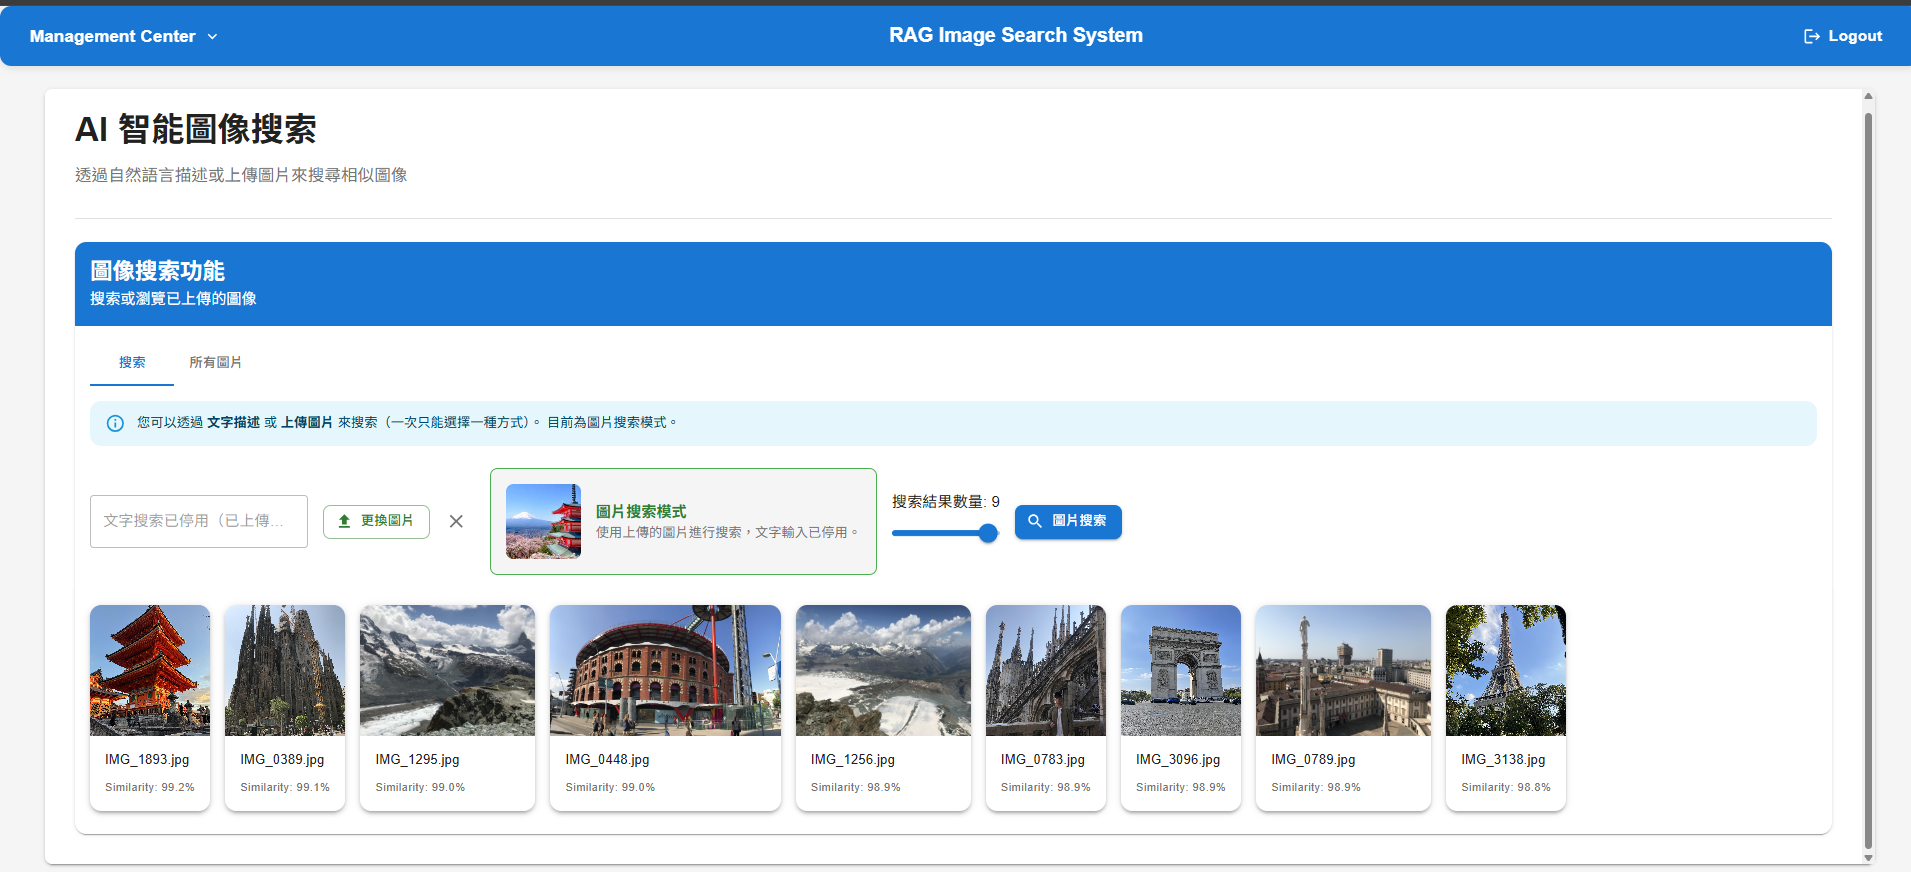 Management Center
RAG Image Search System
Logout
AI 智能圖像搜索
透過自然語言描述或上傳圖片來搜尋相似圖像
圖像搜索功能
搜索或瀏覽已上傳的圖像
搜索
所有圖片
您可以透過 文字描述 或 上傳圖片 來搜索（一次只能選擇一種方式）。 目前為圖片搜索模式。
文字搜索已停用（已上傳...
更換圖片
圖片搜索模式
使用上傳的圖片進行搜索，文字輸入已停用。
搜索結果數量: 9
圖片搜索
IMG_1893.jpg
Similarity: 99.2%
IMG_0389.jpg
Similarity: 99.1%
IMG_1295.jpg
Similarity: 99.0%
IMG_0448.jpg
Similarity: 99.0%
IMG_1256.jpg
Similarity: 98.9%
IMG_0783.jpg
Similarity: 98.9%
IMG_3096.jpg
Similarity: 98.9%
IMG_0789.jpg
Similarity: 98.9%
IMG_3138.jpg
Similarity: 98.8%